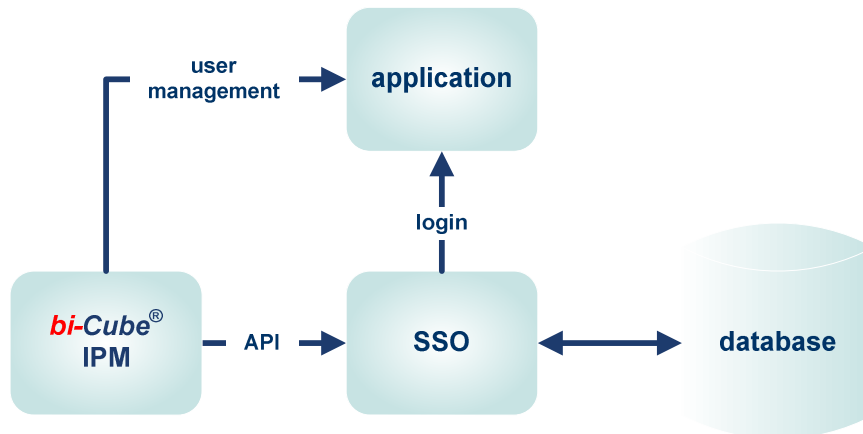 user
management
application
login
bi-Cube®
IPM
API
SSO
database